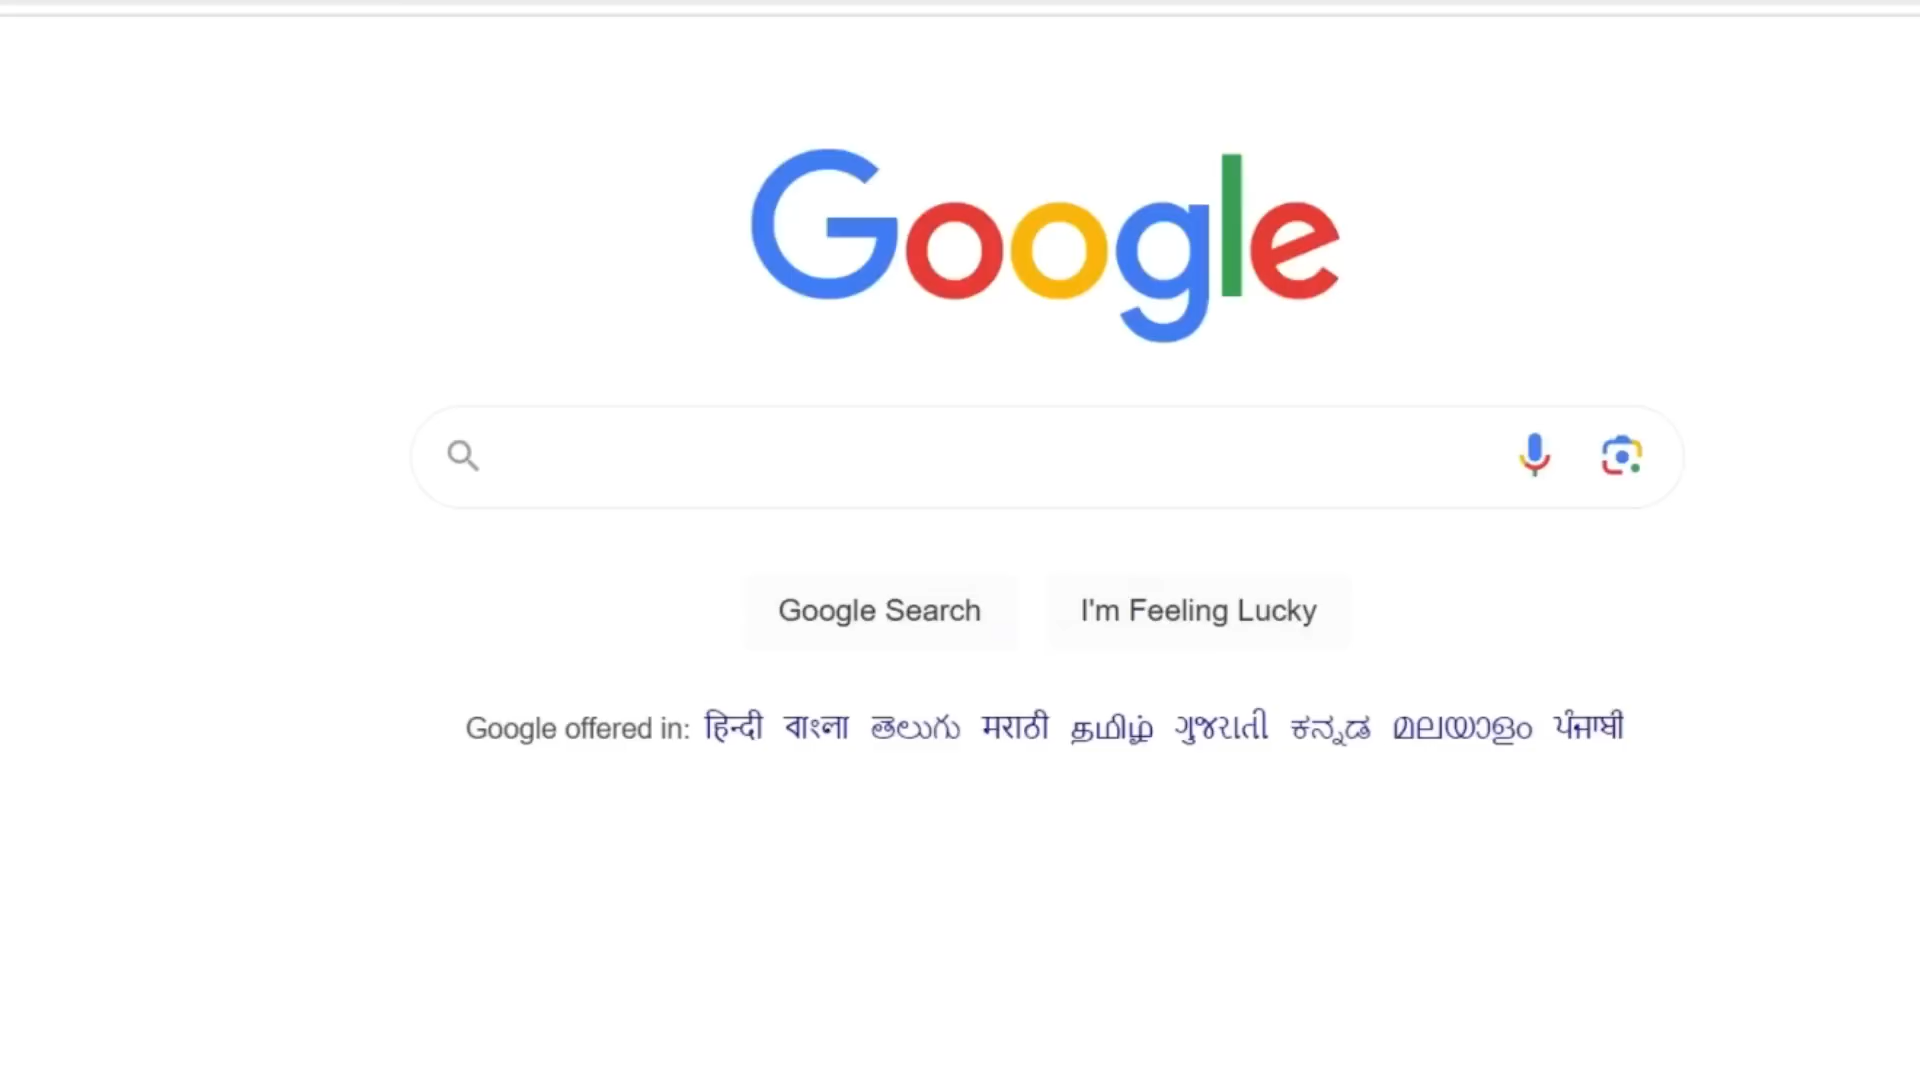 Google
Google Search
I'm Feeling Lucky
Google offered in: हिन्दी বাংলা తెలుగు मराठी தமிழ் ગુજરાતી ಕನ್ನಡ മലയാളം ਪੰਜਾਬੀ